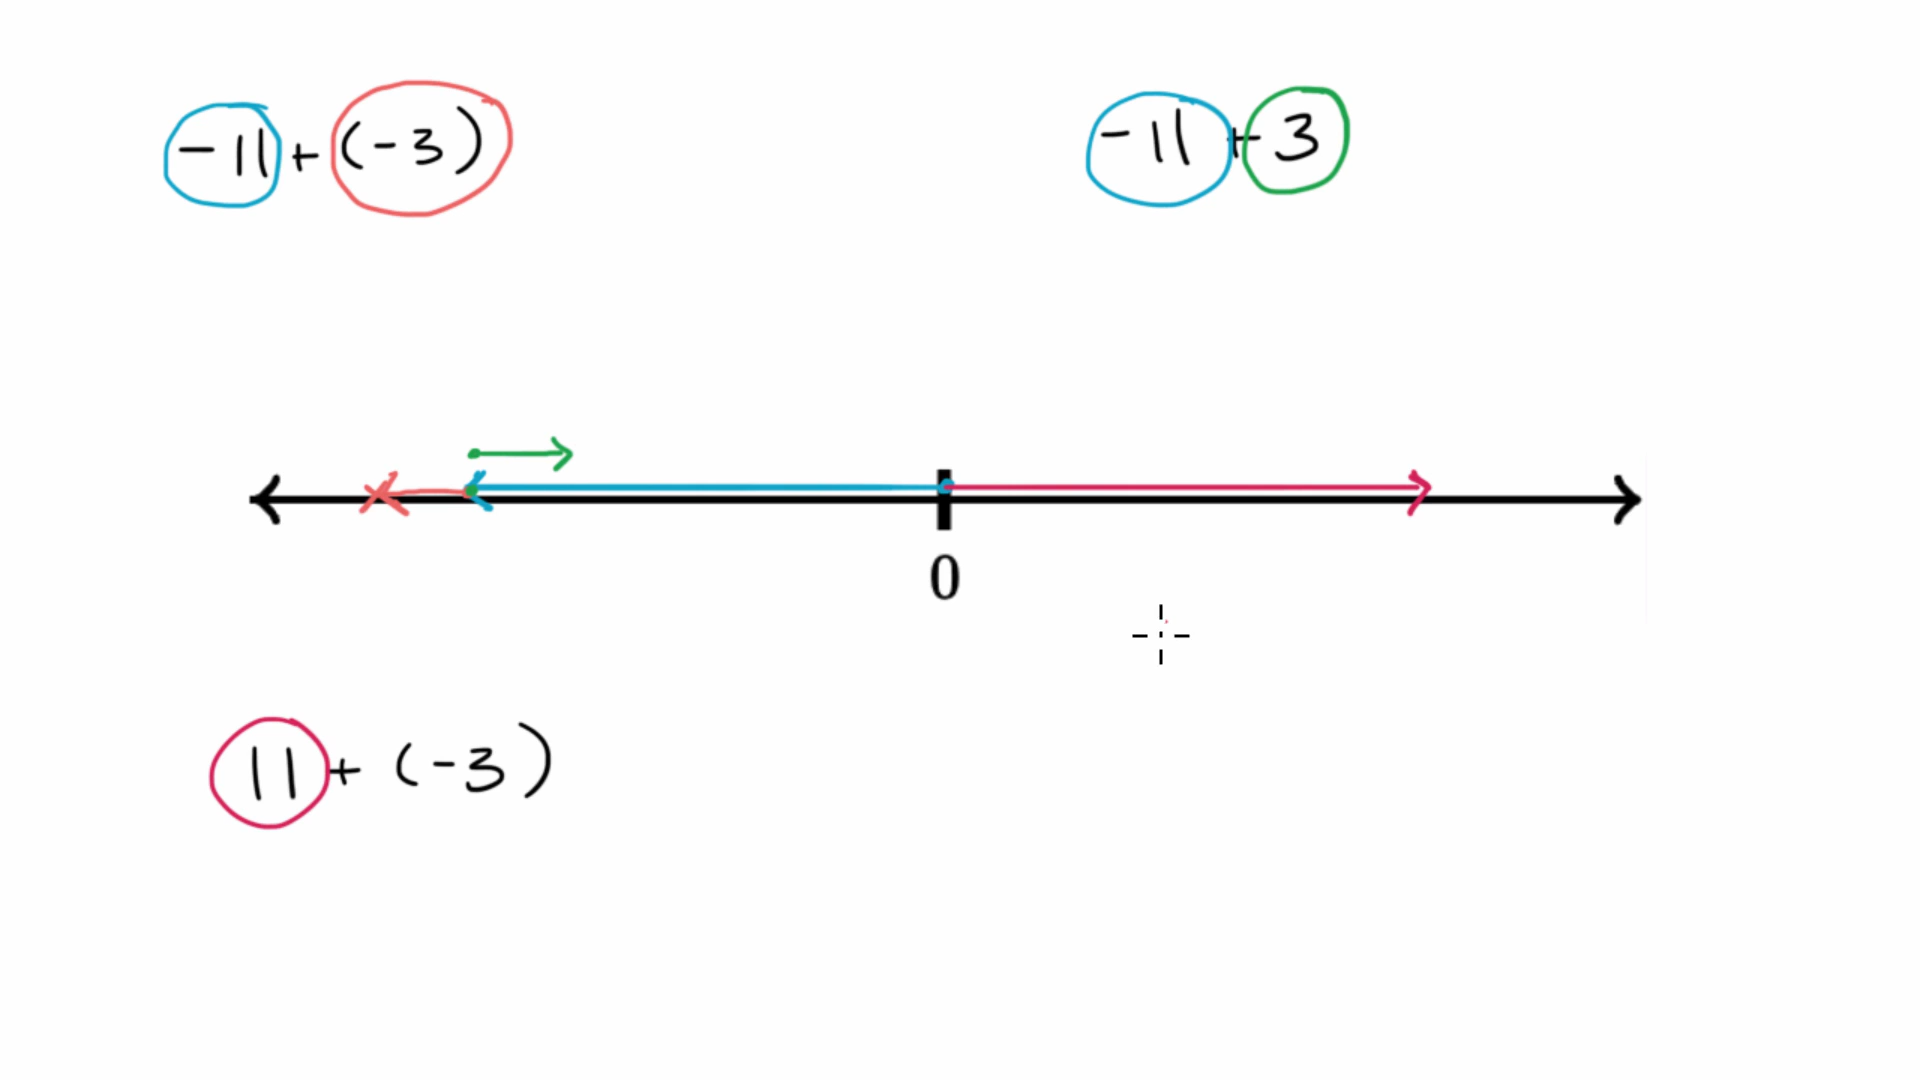 -11 + (-3)
-11 + 3
0
11 + (-3)